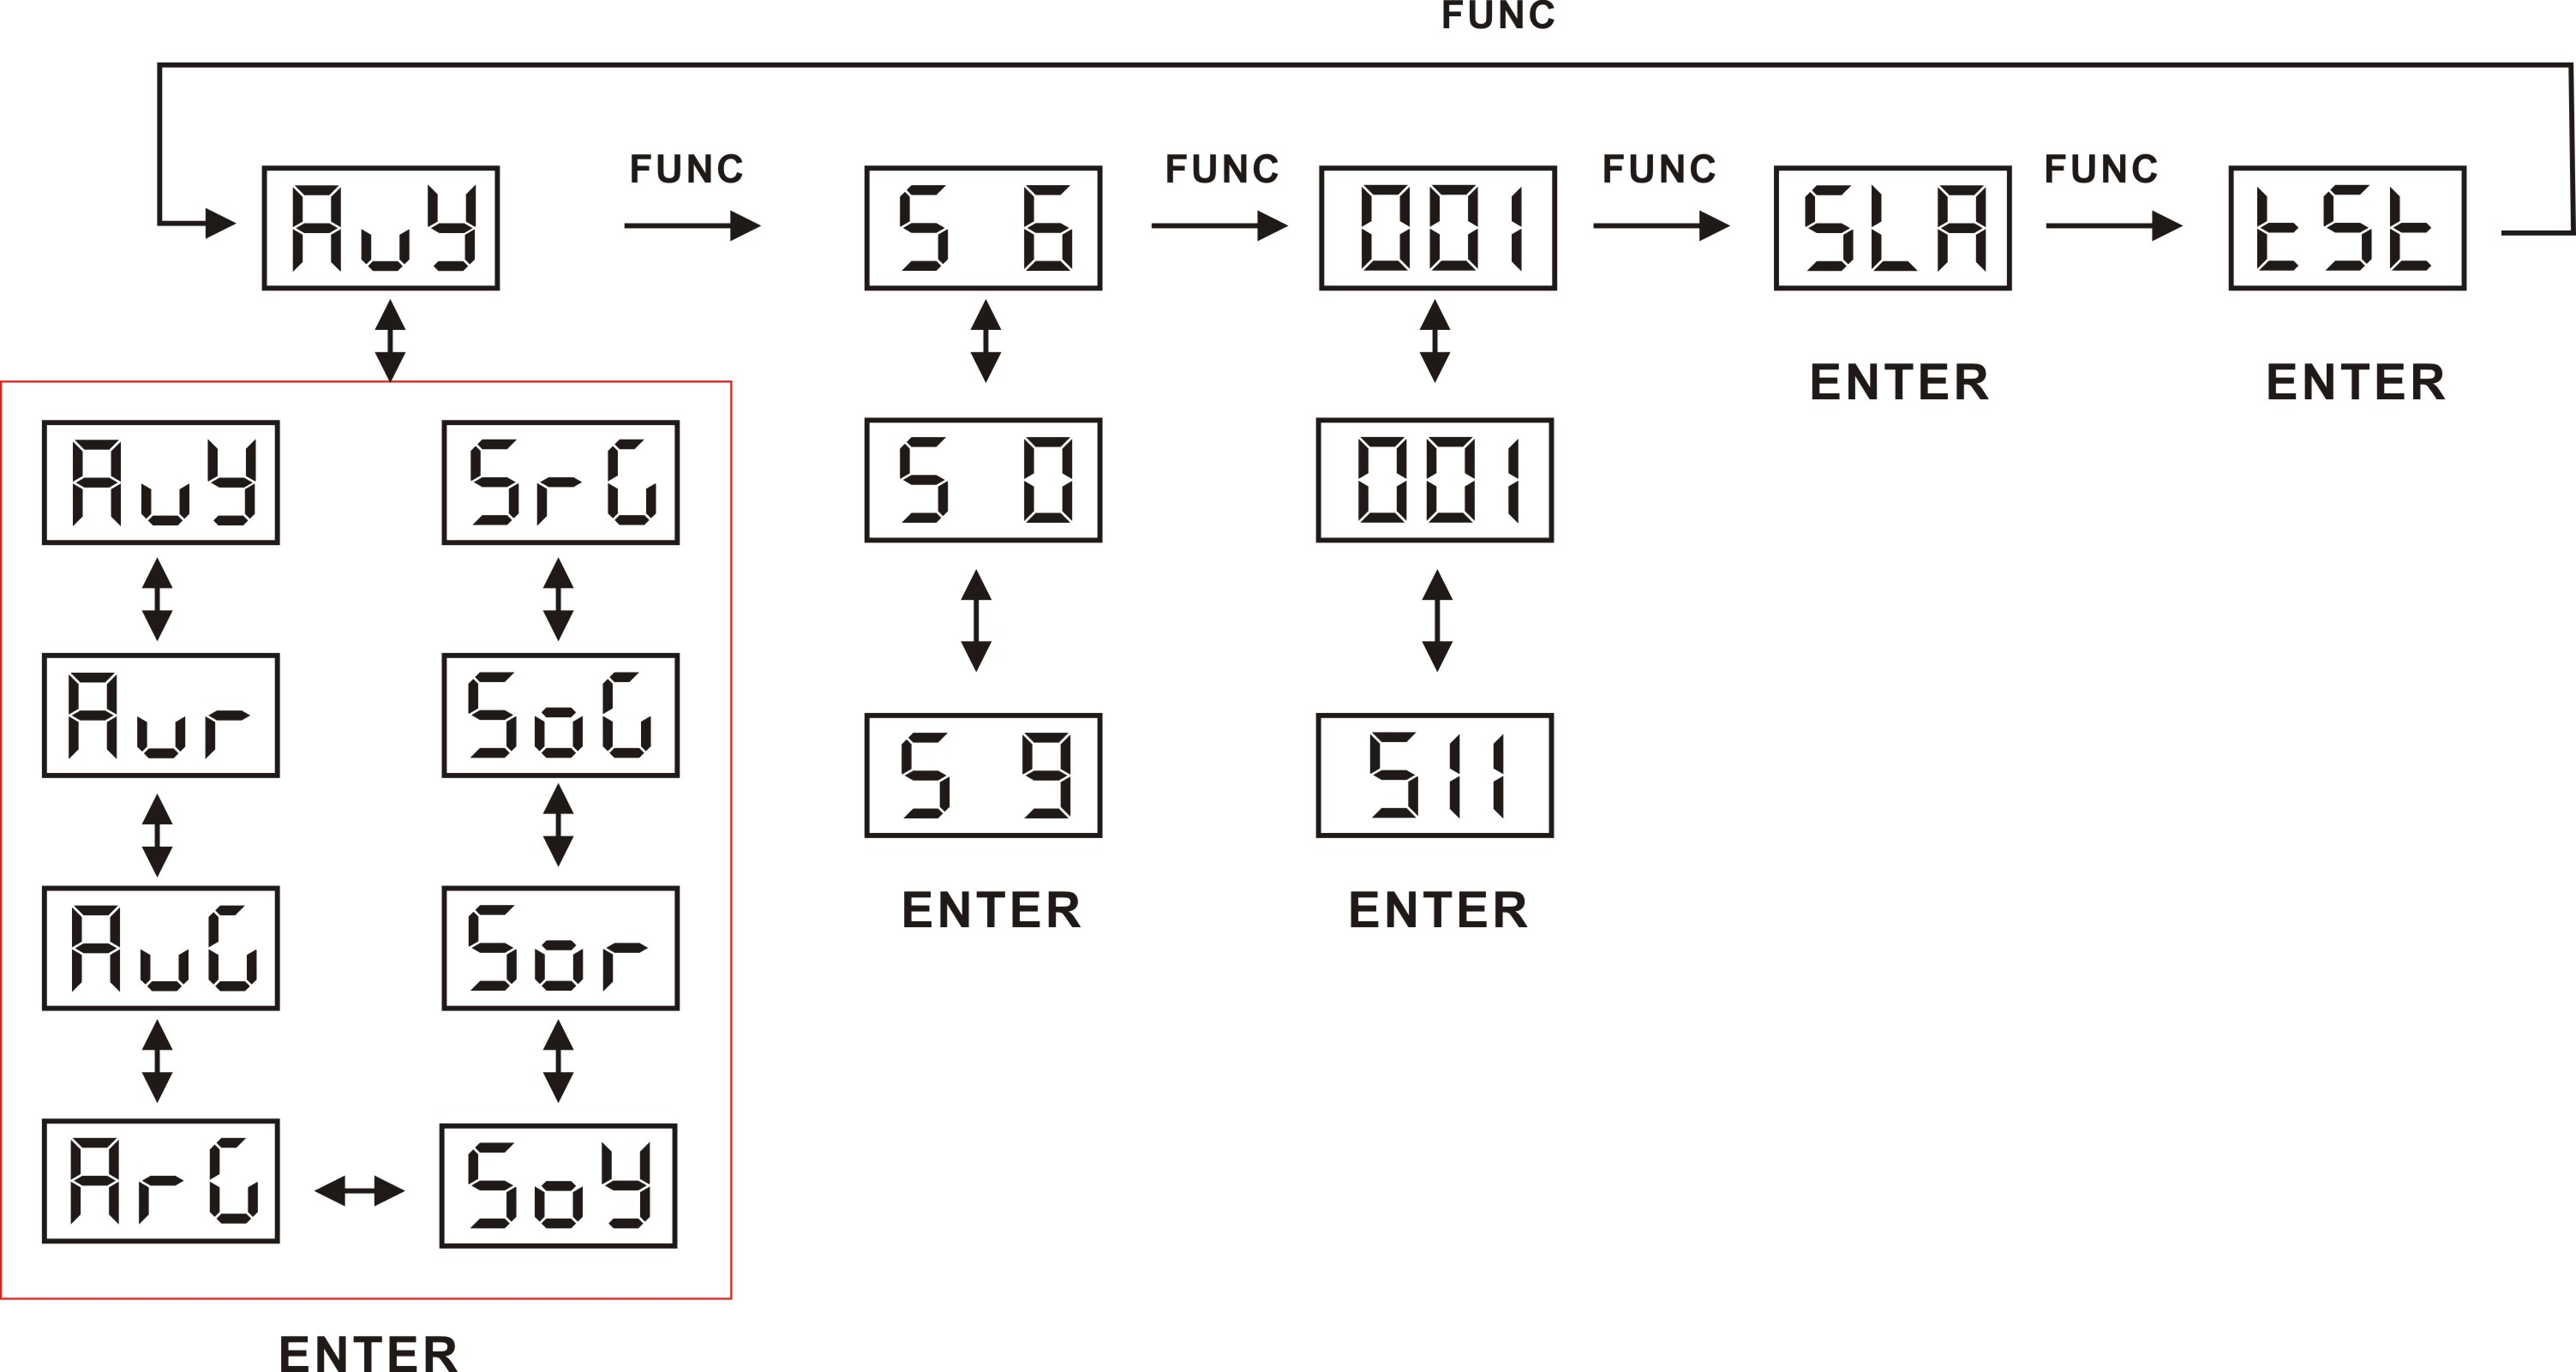 FUNC
FUNC FUNC FUNC FUNC
AuY S 6 001 SLA tSt
ENTER ENTER
AuY SrG S 0 001
Aur SoG S 9 511
AuG Sor ENTER ENTER
ArG SoY
ENTER